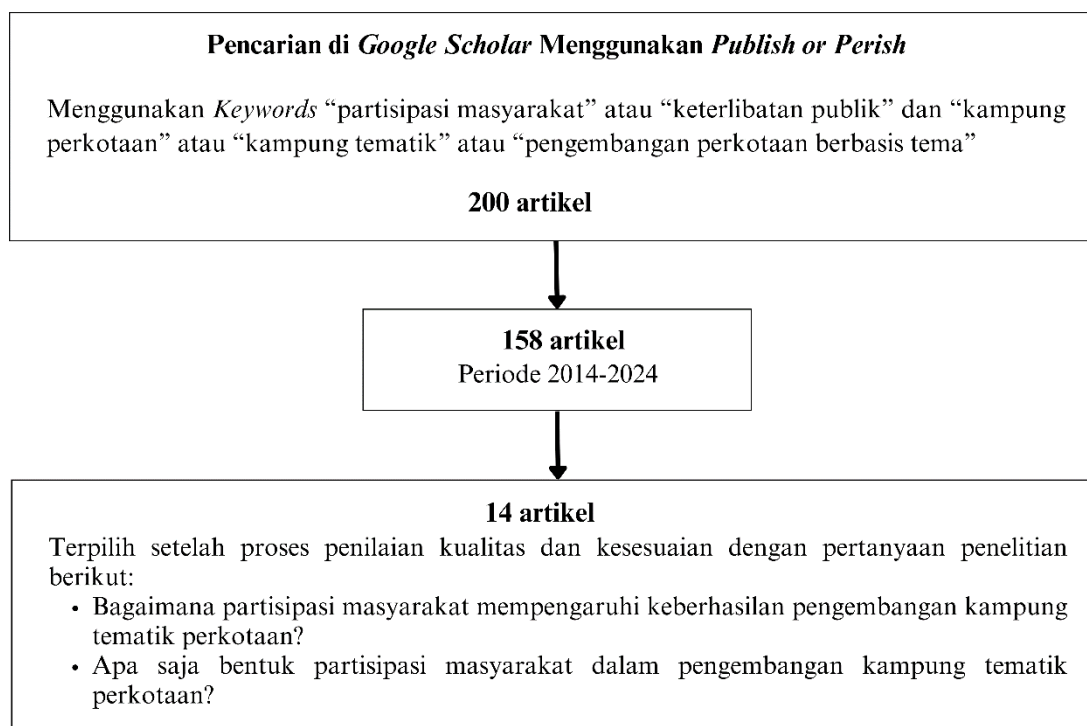 Pencarian di Google Scholar Menggunakan Publish or Perish
Menggunakan Keywords “partisipasi masyarakat” atau “keterlibatan publik” dan “kampung
perkotaan” atau “kampung tematik” atau “pengembangan perkotaan berbasis tema”
200 artikel
158 artikel
Periode 2014-2024
14 artikel
Terpilih setelah proses penilaian kualitas dan kesesuaian dengan pertanyaan penelitian
berikut:
• Bagaimana partisipasi masyarakat mempengaruhi keberhasilan pengembangan kampung
tematik perkotaan?
• Apa saja bentuk partisipasi masyarakat dalam pengembangan kampung tematik
perkotaan?